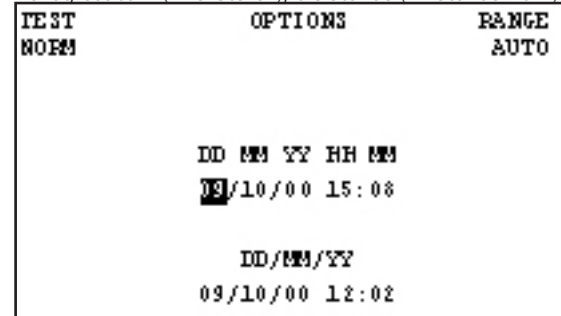 TEST OPTIONS RANGE
NORM AUTO
DD MM YY HH MM
09/10/00 15:08
DD/MM/YY
09/10/00 12:02